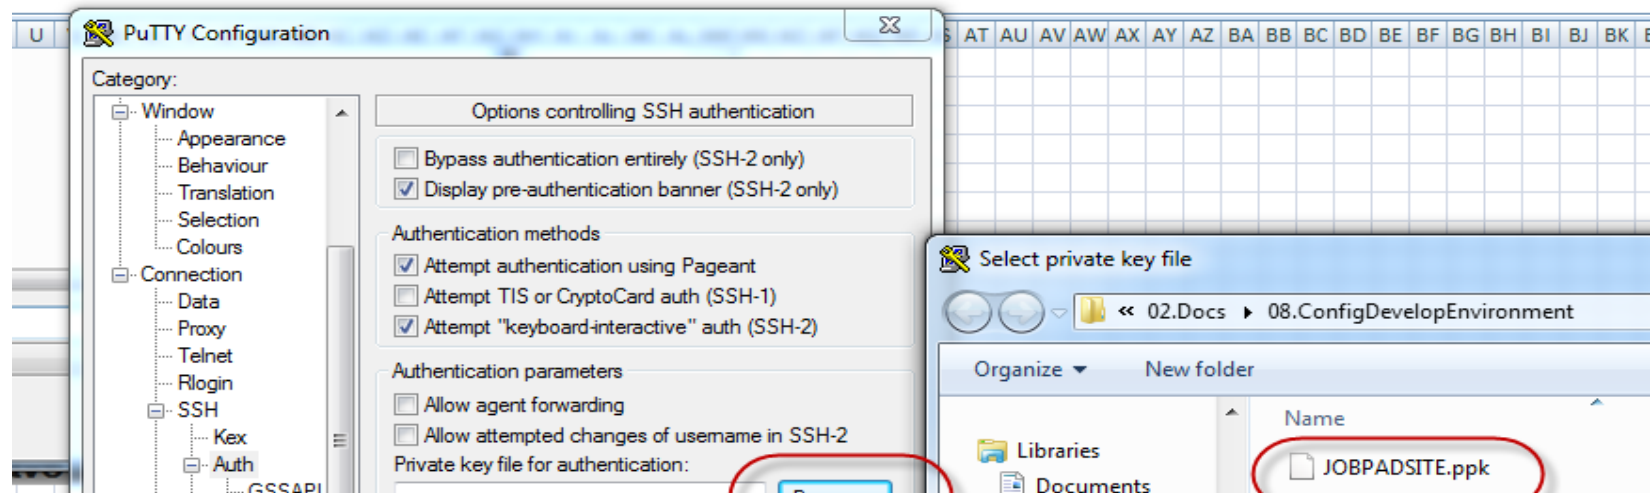 U
PuTTY Configuration
AT AU AV AW AX AY AZ BA BB BC BD BE BF BG BH BI BJ BK
Category:
Window
Appearance
Behaviour
Translation
Selection
Colours
Connection
Data
Proxy
Telnet
Rlogin
SSH
Kex
Auth
GSSAPI
Options controlling SSH authentication
Bypass authentication entirely (SSH-2 only)
Display pre-authentication banner (SSH-2 only)
Authentication methods
Attempt authentication using Pageant
Attempt TIS or CryptoCard auth (SSH-1)
Attempt "keyboard-interactive" auth (SSH-2)
Authentication parameters
Allow agent forwarding
Allow attempted changes of username in SSH-2
Private key file for authentication:
Select private key file
« 02.Docs 08.ConfigDevelopEnvironment
Organize New folder
Libraries
Documents
Name
JOBPADSITE.ppk